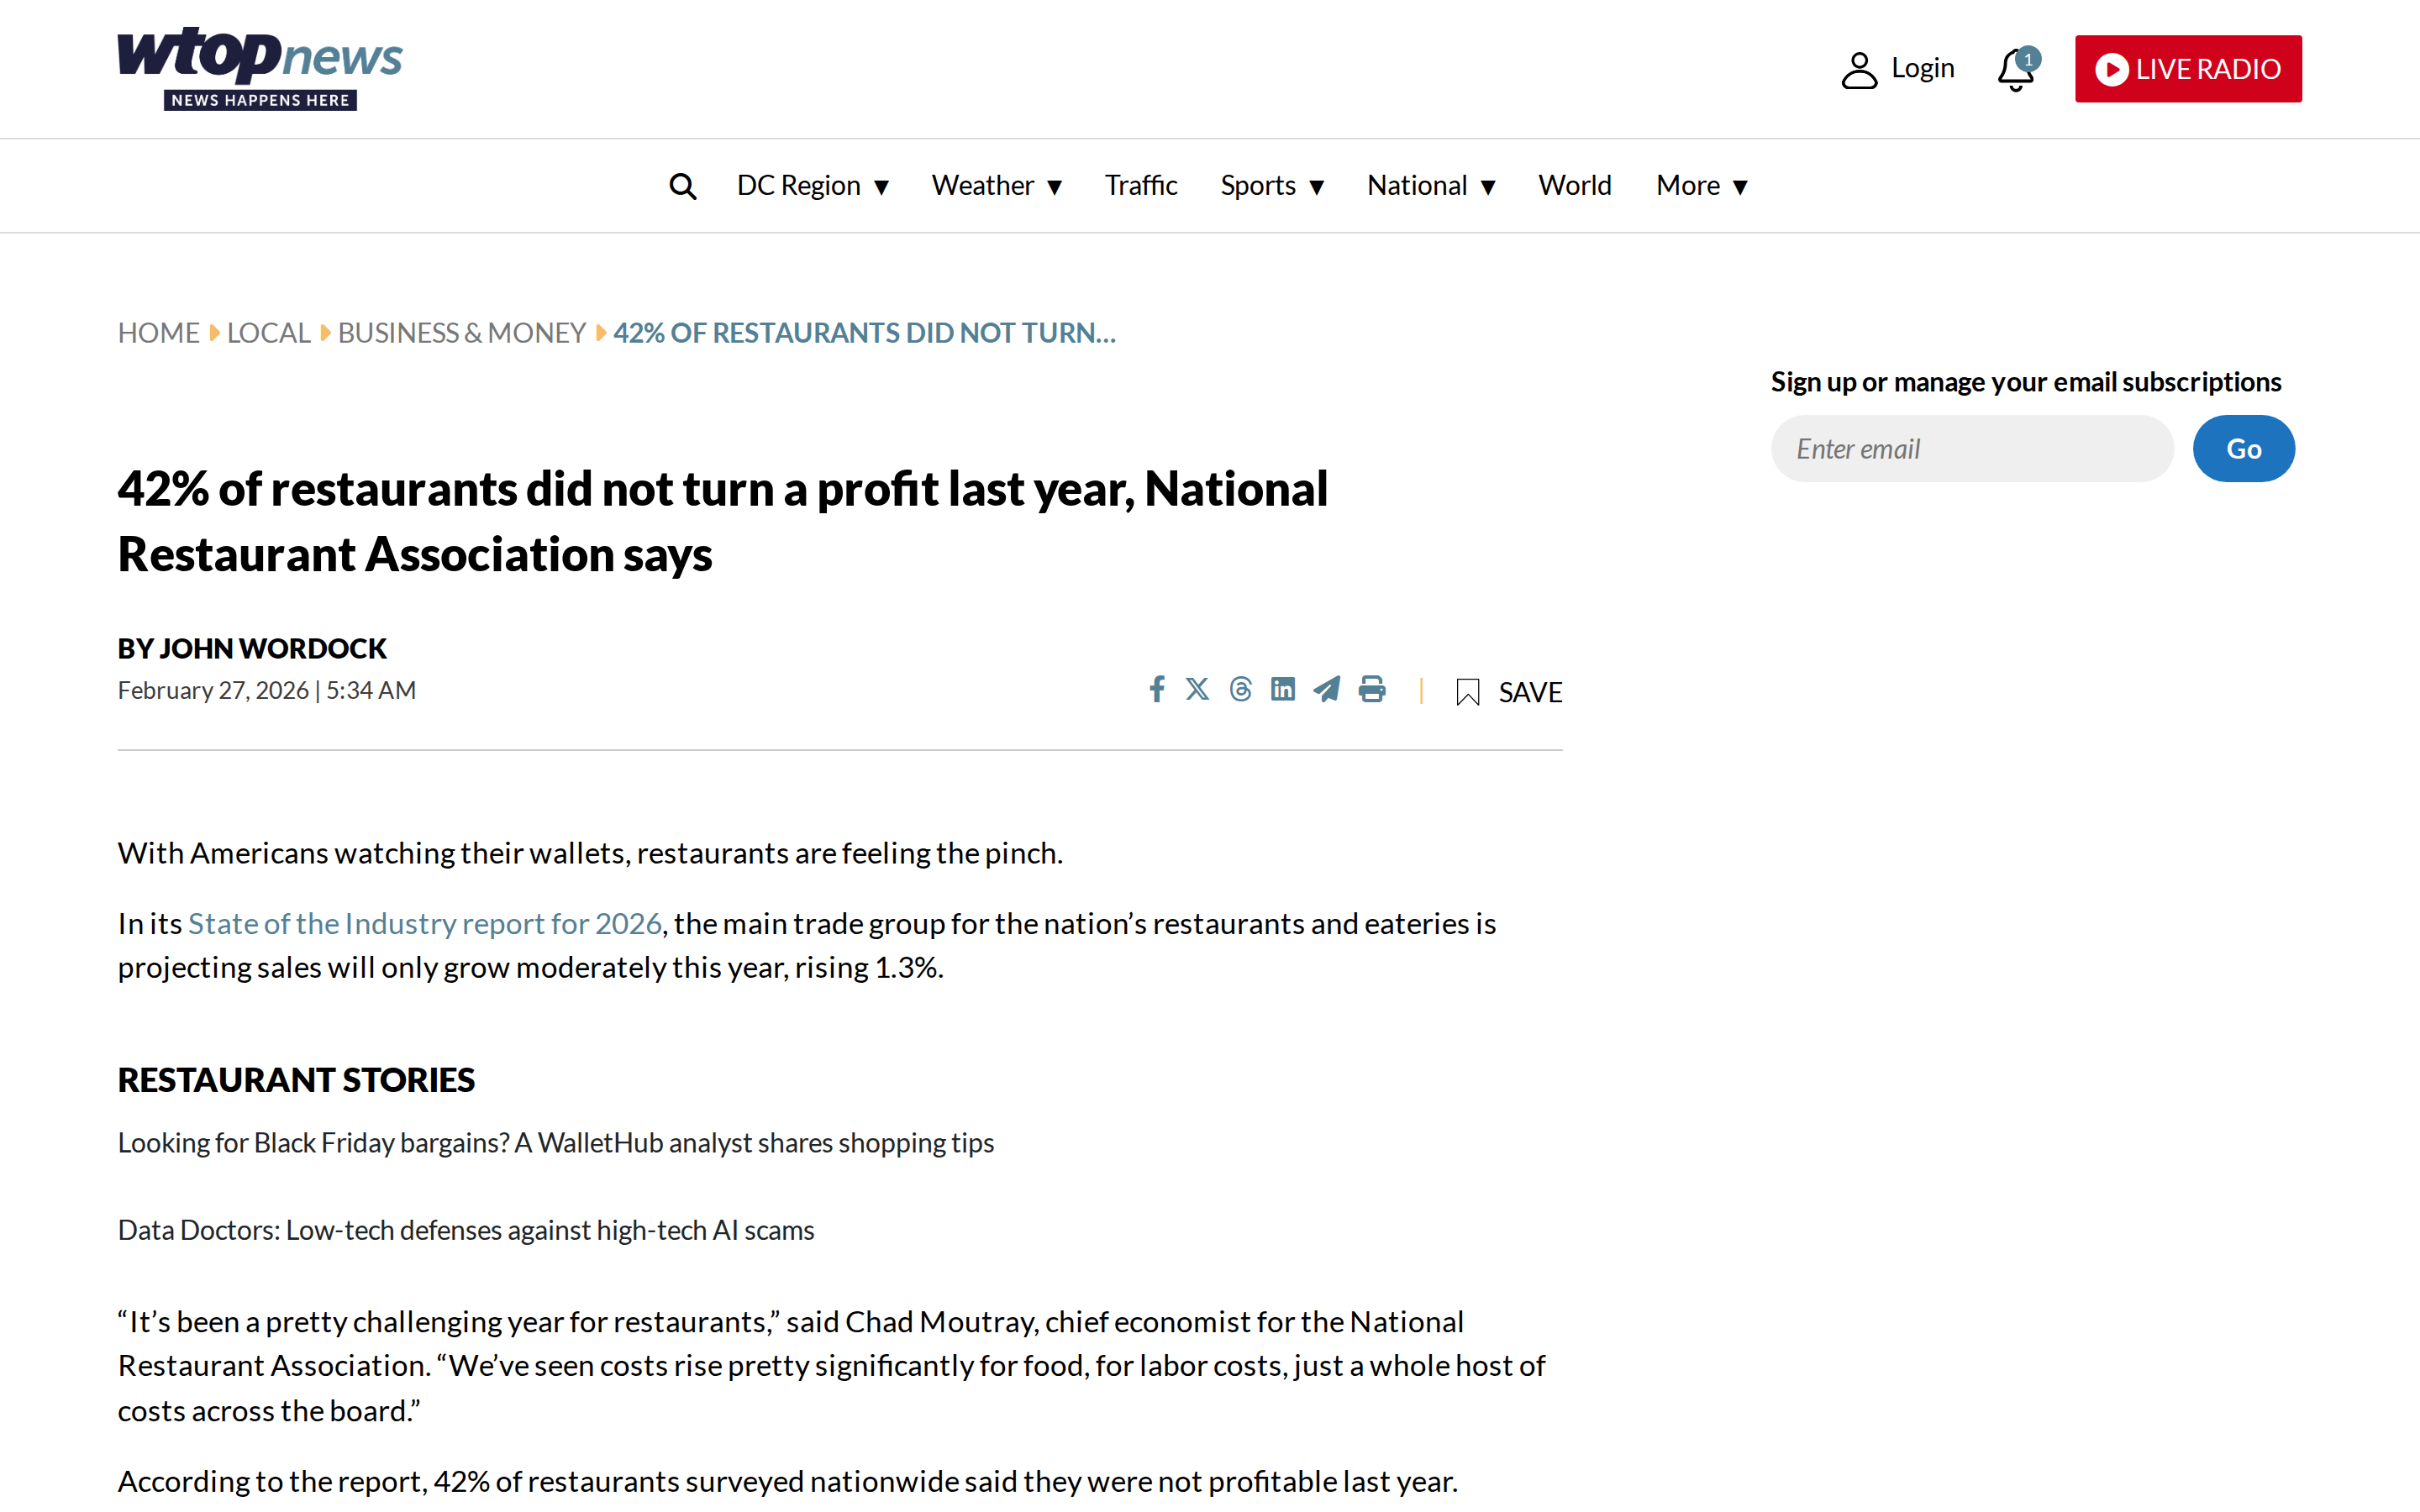 wtopnews
NEWS HAPPENS HERE
Login
1
LIVE RADIO
DC Region ▼
Weather ▼
Traffic
Sports ▼
National ▼
World
More ▼
HOME LOCAL BUSINESS & MONEY 42% OF RESTAURANTS DID NOT TURN...
Sign up or manage your email subscriptions
Enter email
Go
42% of restaurants did not turn a profit last year, National
Restaurant Association says
BY JOHN WORDOCK
February 27, 2026 | 5:34 AM
SAVE
With Americans watching their wallets, restaurants are feeling the pinch.
In its State of the Industry report for 2026, the main trade group for the nation’s restaurants and eateries is
projecting sales will only grow moderately this year, rising 1.3%.
RESTAURANT STORIES
Looking for Black Friday bargains? A WalletHub analyst shares shopping tips
Data Doctors: Low-tech defenses against high-tech AI scams
“It’s been a pretty challenging year for restaurants,” said Chad Moutray, chief economist for the National
Restaurant Association. “We’ve seen costs rise pretty significantly for food, for labor costs, just a whole host of
costs across the board.”
According to the report, 42% of restaurants surveyed nationwide said they were not profitable last year.